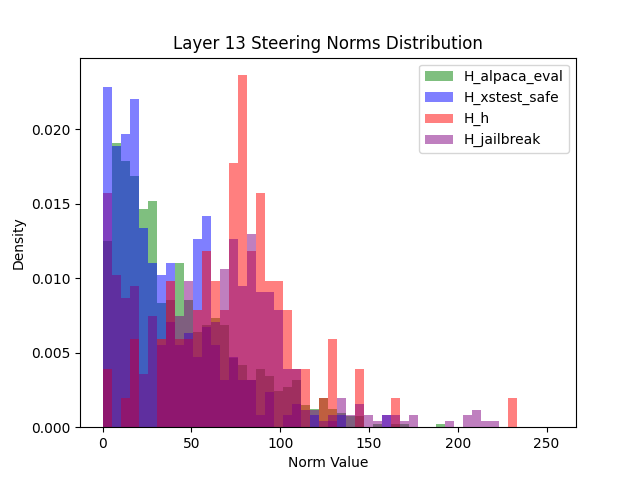 Layer 13 Steering Norms Distribution
H_alpaca_eval
H_xstest_safe
H_h
H_jailbreak
Density
0.020
0.015
0.010
0.005
0.000
0
50
100
150
200
250
Norm Value